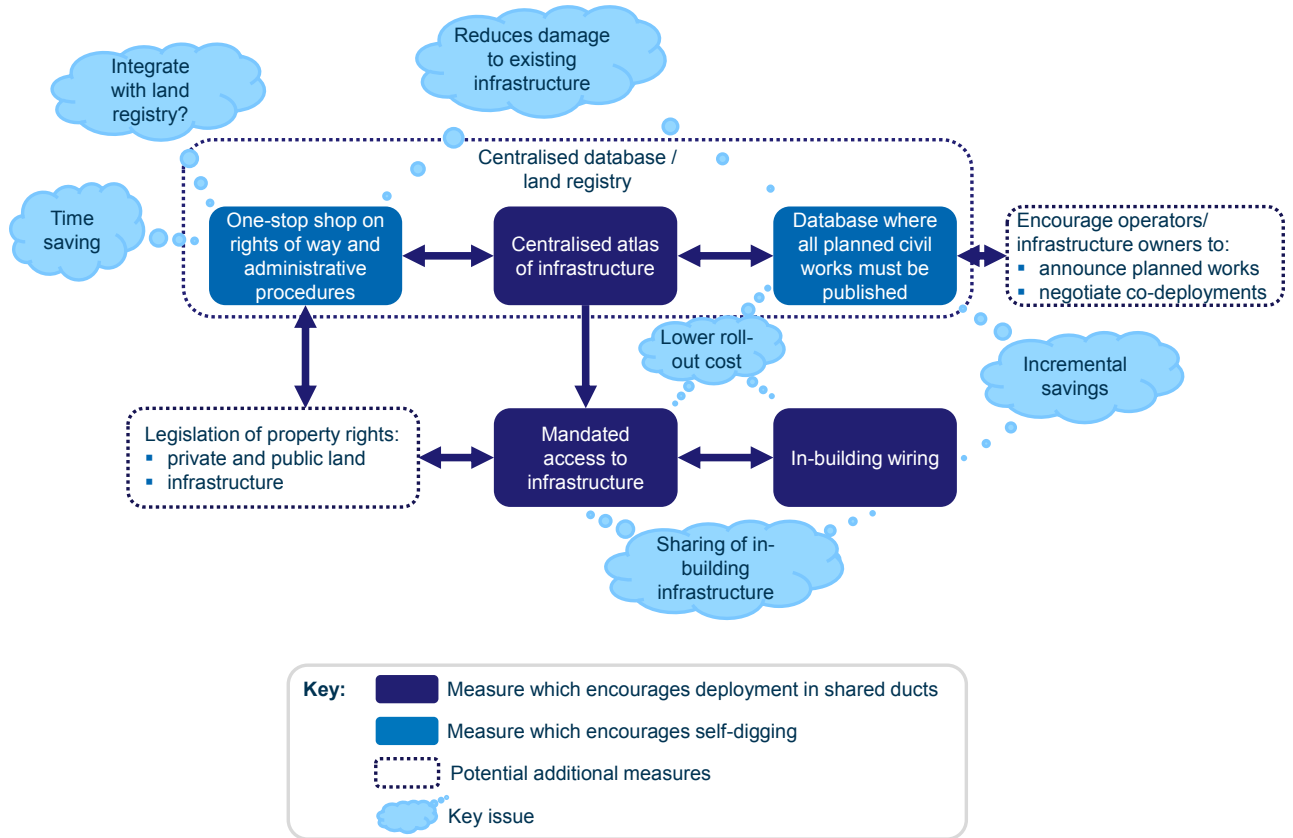 Reduces damage
to existing
infrastructure
Integrate
with land
registry?
Centralised database /
land registry
Time
saving
One-stop shop on
rights of way and
administrative
procedures
Centralised atlas
of infrastructure
Database where
all planned civil
works must be
published
Encourage operators/
infrastructure owners to:
▪ announce planned works
▪ negotiate co-deployments
Lower roll-
out cost
Incremental
savings
Legislation of property rights:
▪ private and public land
▪ infrastructure
Mandated
access to
infrastructure
In-building wiring
Sharing of in-
building
infrastructure
Key:
Measure which encourages deployment in shared ducts
Measure which encourages self-digging
Potential additional measures
Key issue